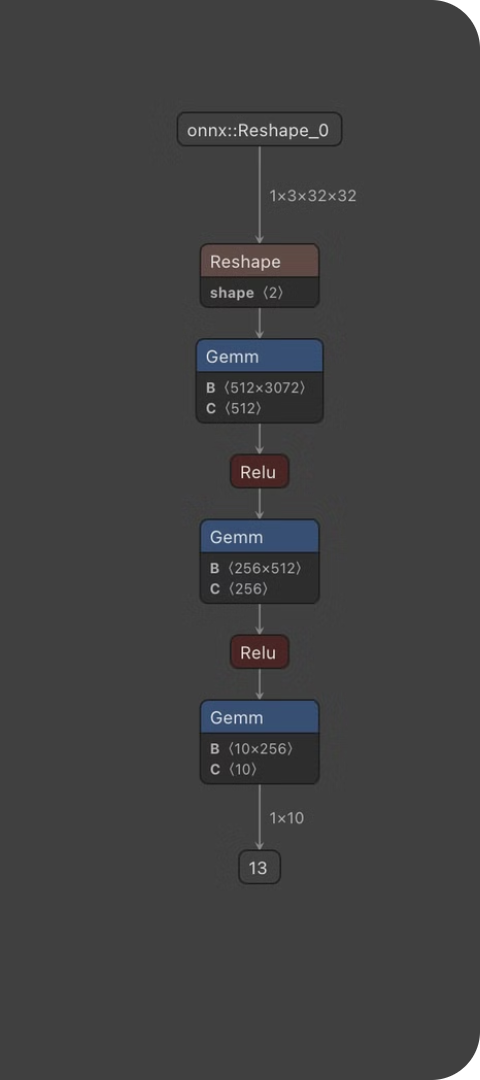 onnx::Reshape_0
1×3×32×32
Reshape
shape ⟨2⟩
Gemm
B ⟨512×3072⟩
C ⟨512⟩
Relu
Gemm
B ⟨256×512⟩
C ⟨256⟩
Relu
Gemm
B ⟨10×256⟩
C ⟨10⟩
1×10
13